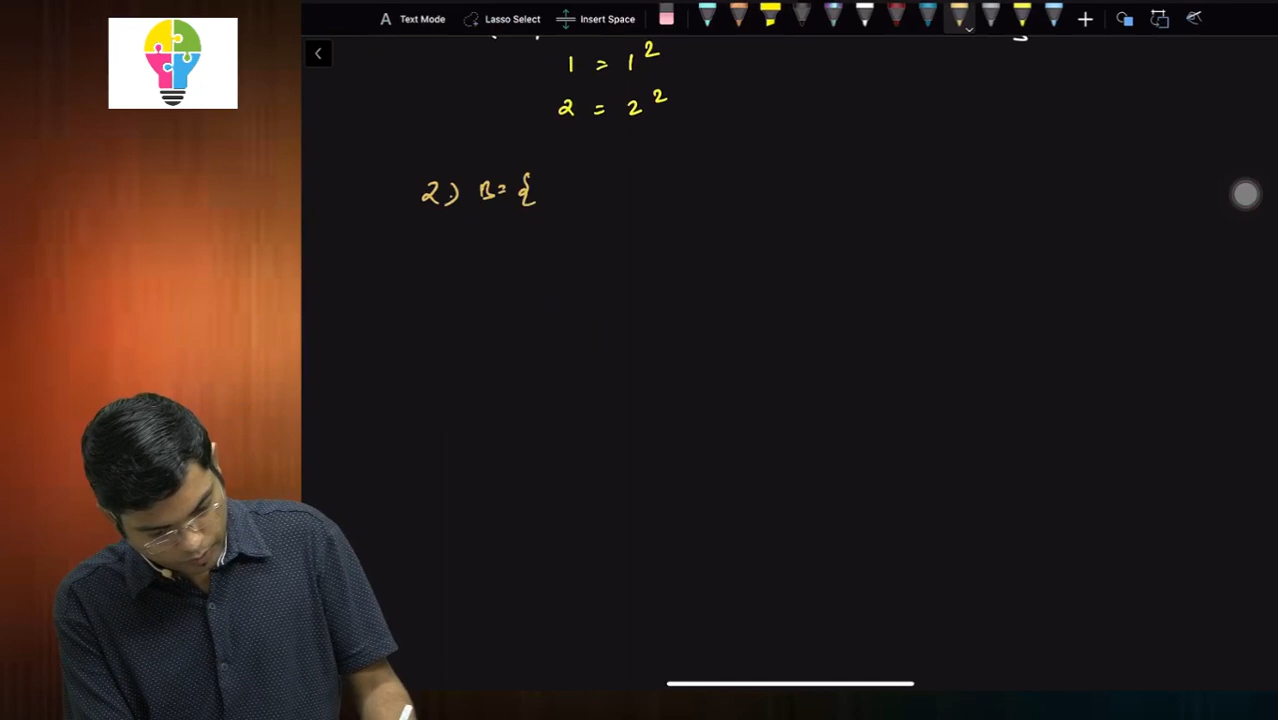 Text Mode Lasso Select Insert Space
1 = 1²
2 = 2²
2) B = {